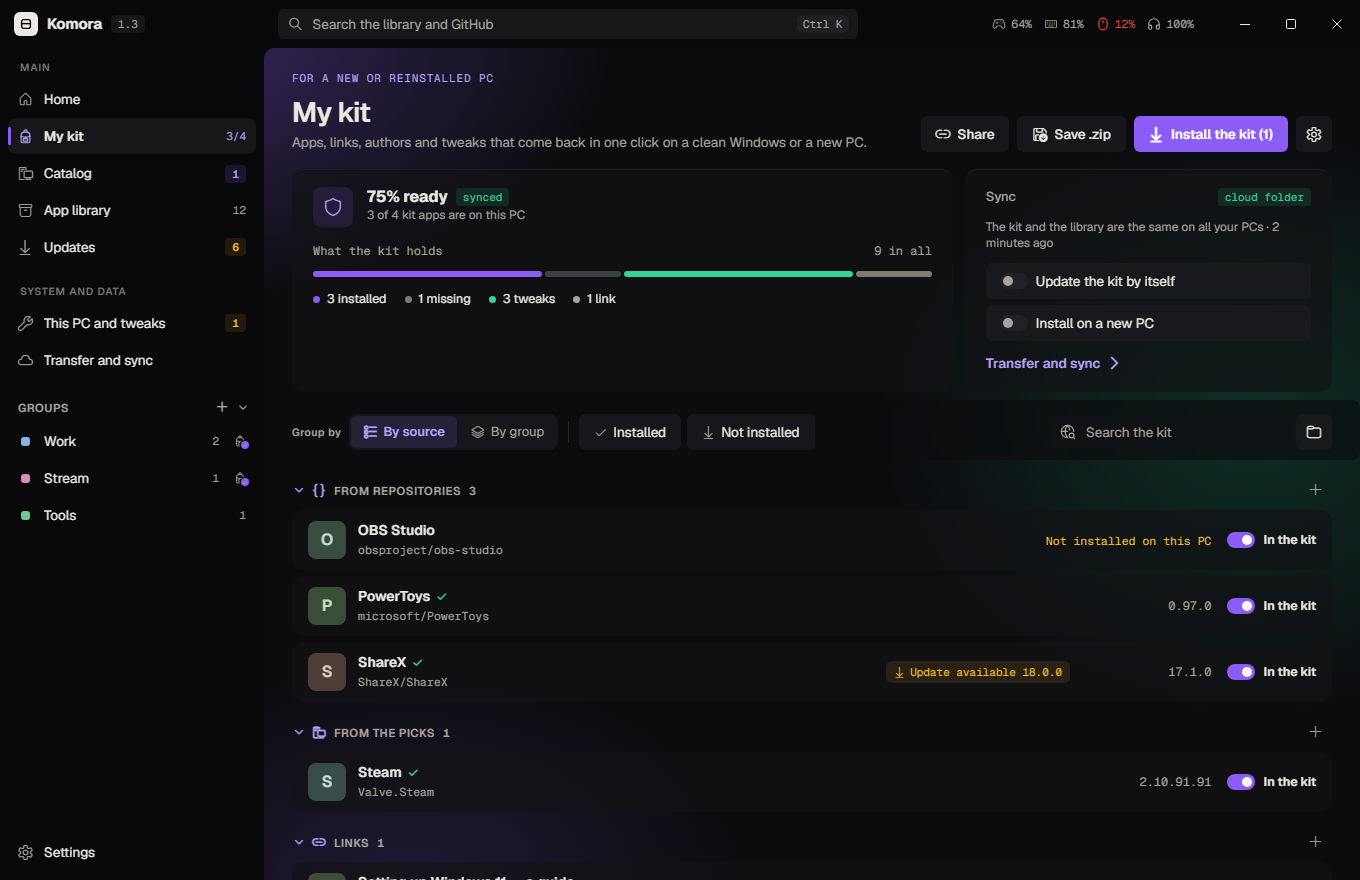 Komora 1.3
Search the library and GitHub Ctrl K
64% 81% 12% 100%
MAIN
Home
My kit 3/4
Catalog 1
App library 12
Updates 6
SYSTEM AND DATA
This PC and tweaks 1
Transfer and sync
GROUPS
Work 2
Stream 1
Tools 1
Settings
FOR A NEW OR REINSTALLED PC
My kit
Apps, links, authors and tweaks that come back in one click on a clean Windows or a new PC.
Share
Save .zip
Install the kit (1)
75% ready synced
3 of 4 kit apps are on this PC
What the kit holds 9 in all
3 installed 1 missing 3 tweaks 1 link
Sync cloud folder
The kit and the library are the same on all your PCs · 2
minutes ago
Update the kit by itself
Install on a new PC
Transfer and sync
Group by By source By group Installed Not installed Search the kit
FROM REPOSITORIES 3
O OBS Studio
obsproject/obs-studio
Not installed on this PC In the kit
P PowerToys
microsoft/PowerToys
0.97.0 In the kit
S ShareX
ShareX/ShareX
Update available 18.0.0 17.1.0 In the kit
FROM THE PICKS 1
S Steam
Valve.Steam
2.10.91.91 In the kit
LINKS 1